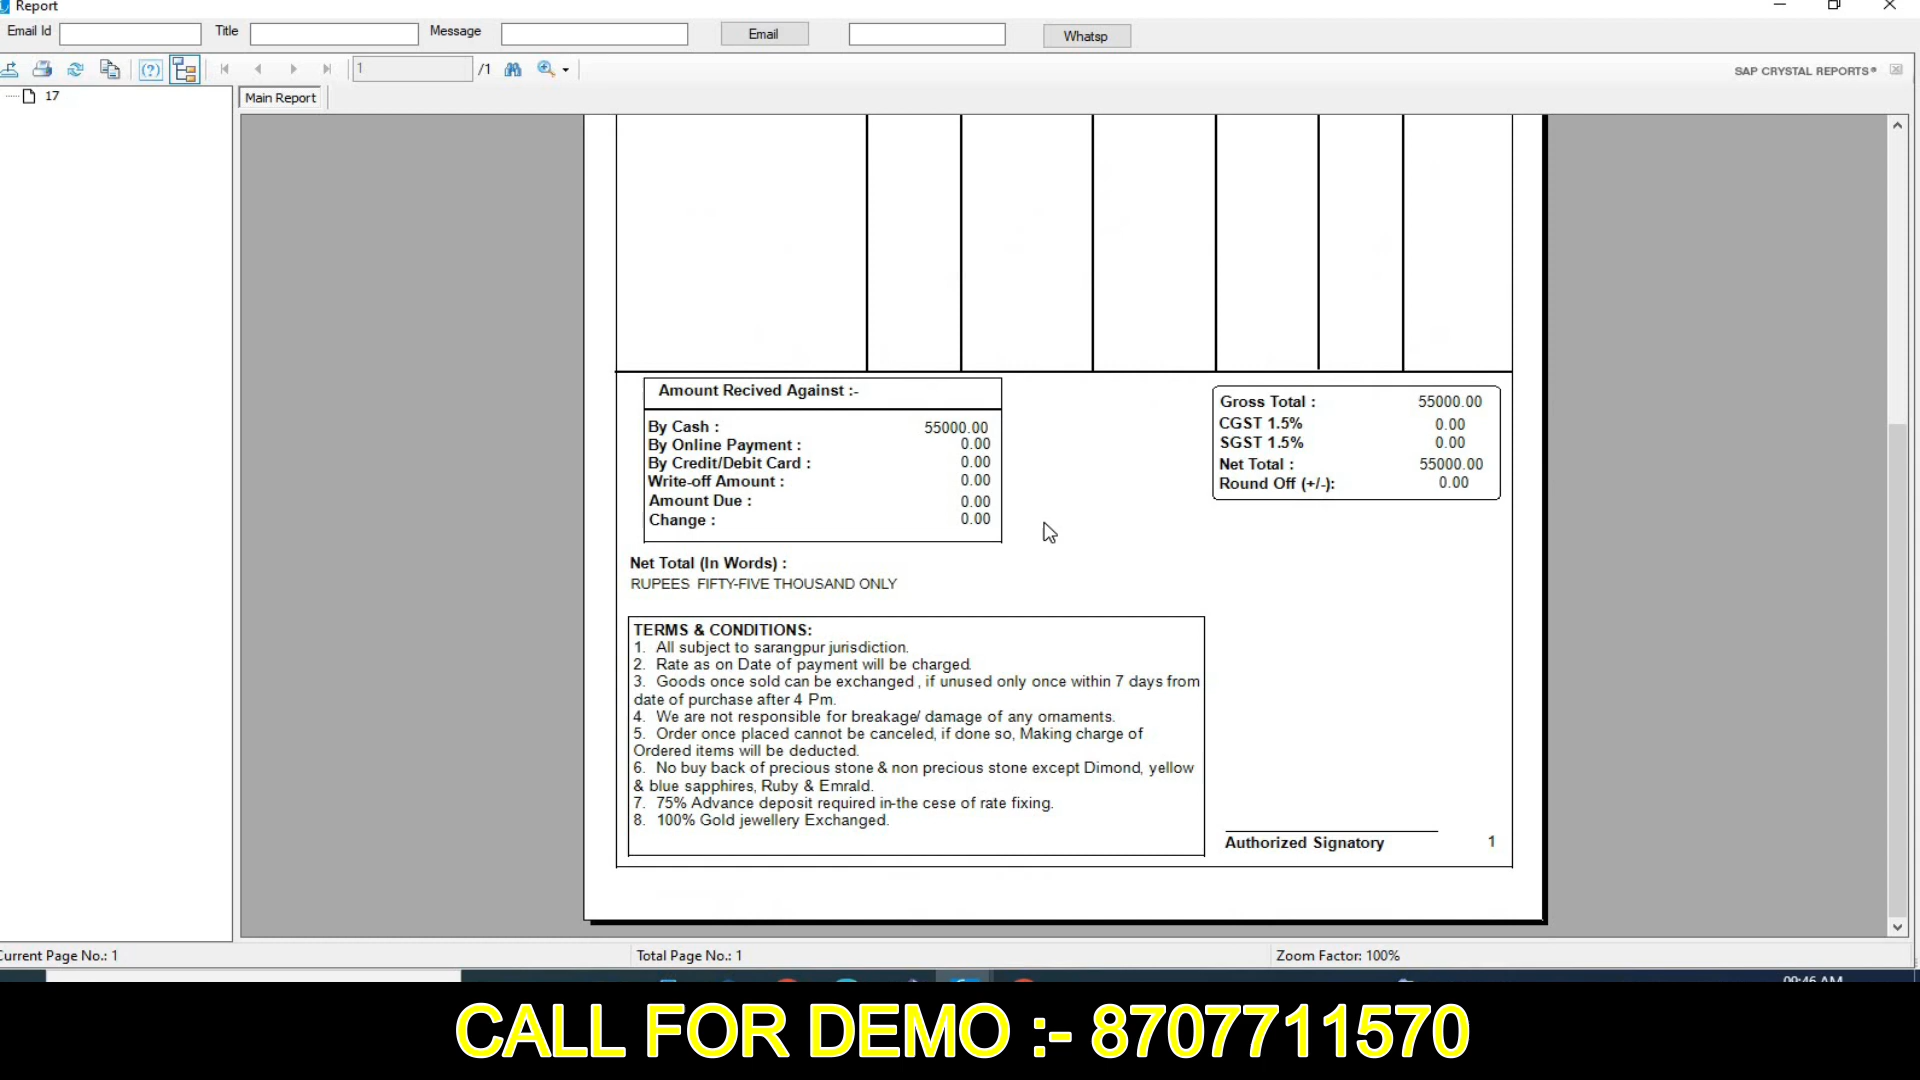 Report
Email Id
Title
Message
Email
Whatsp
1
/1
SAP CRYSTAL REPORTS®
17
Main Report
Amount Recived Against :-
By Cash : 55000.00
By Online Payment : 0.00
By Credit/Debit Card : 0.00
Write-off Amount : 0.00
Amount Due : 0.00
Change : 0.00
Gross Total : 55000.00
CGST 1.5% 0.00
SGST 1.5% 0.00
Net Total : 55000.00
Round Off (+/-): 0.00
Net Total (In Words) :
RUPEES FIFTY-FIVE THOUSAND ONLY
TERMS & CONDITIONS:
1. All subject to sarangpur jurisdiction.
2. Rate as on Date of payment will be charged.
3. Goods once sold can be exchanged , if unused only once within 7 days from
date of purchase after 4 Pm.
4. We are not responsible for breakage/ damage of any ornaments.
5. Order once placed cannot be canceled, if done so, Making charge of
Ordered items will be deducted.
6. No buy back of precious stone & non precious stone except Dimond, yellow
& blue sapphires, Ruby & Emrald.
7. 75% Advance deposit required in-the cese of rate fixing.
8. 100% Gold jewellery Exchanged.
Authorized Signatory 1
Current Page No.: 1
Total Page No.: 1
Zoom Factor: 100%
09:46 AM
CALL FOR DEMO :- 8707711570